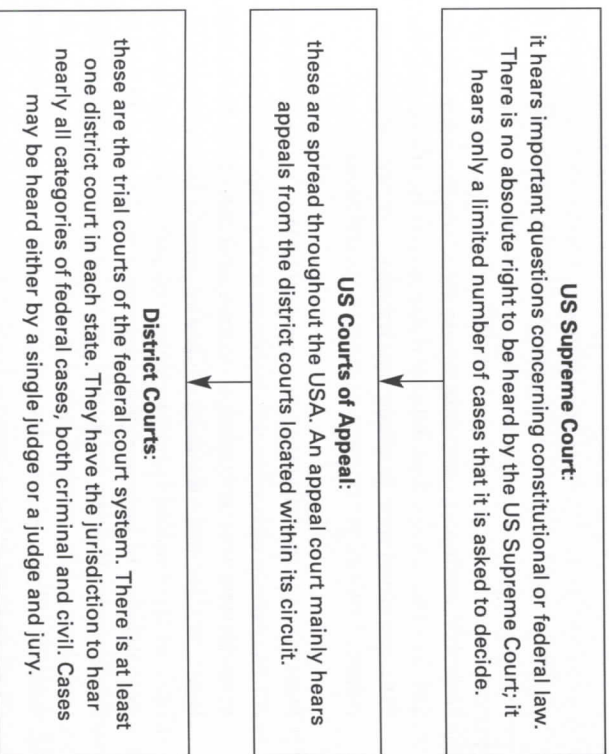 US Supreme Court:
it hears important questions concerning constitutional or federal law.
There is no absolute right to be heard by the US Supreme Court; it
hears only a limited number of cases that it is asked to decide.
US Courts of Appeal:
these are spread throughout the USA. An appeal court mainly hears
appeals from the district courts located within its circuit.
District Courts:
these are the trial courts of the federal court system. There is at least
one district court in each state. They have the jurisdiction to hear
nearly all categories of federal cases, both criminal and civil. Cases
may be heard either by a single judge or a judge and jury.